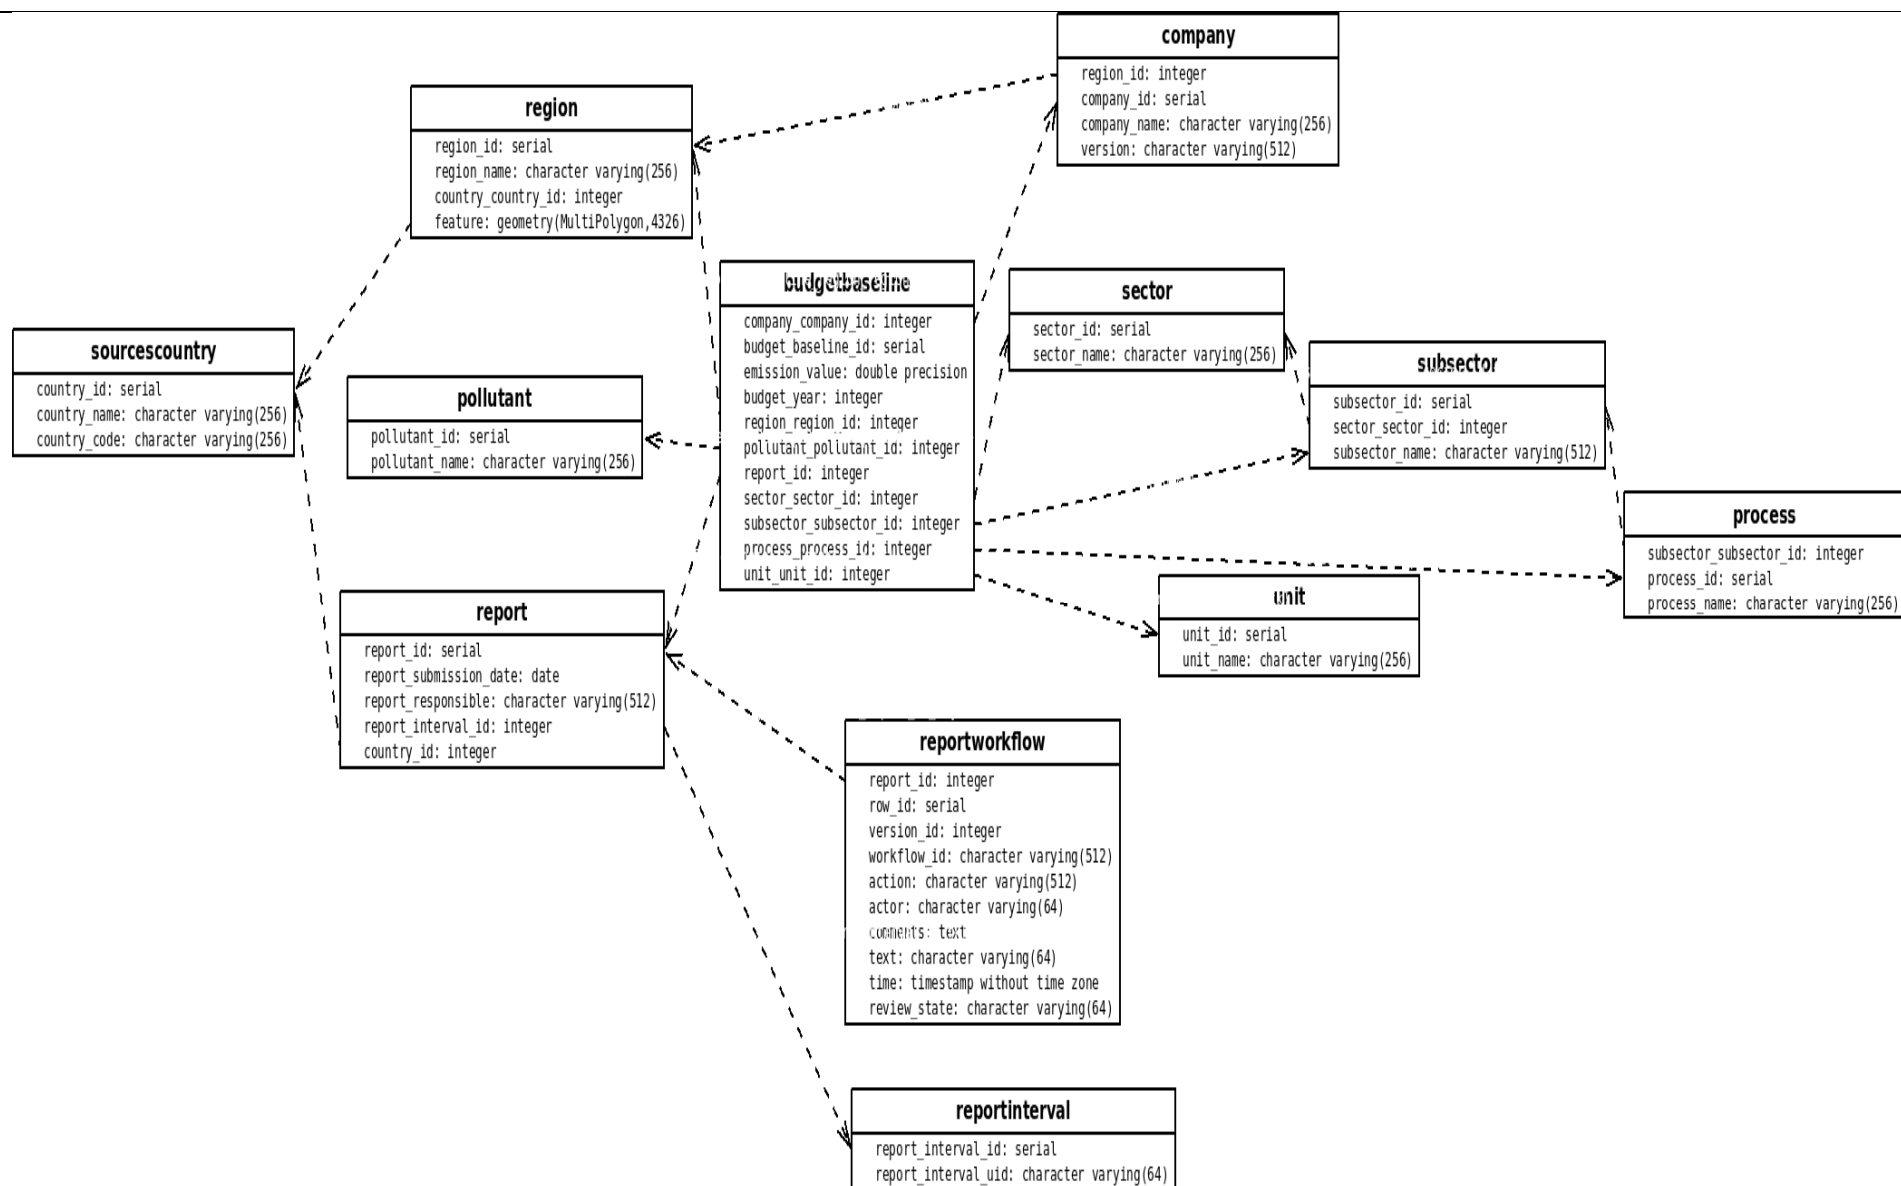 company
region_id: integer
company_id: serial
company_name: character varying(256)
version: character varying(512)
region
region_id: serial
region_name: character varying(256)
country_country_id: integer
feature: geometry(MultiPolygon,4326)
budgetbaseline
company_company_id: integer
budget_baseline_id: serial
emission_value: double precision
budget_year: integer
region_region_id: integer
pollutant_pollutant_id: integer
report_id: integer
sector_sector_id: integer
subsector_subsector_id: integer
process_process_id: integer
unit_unit_id: integer
sector
sector_id: serial
sector_name: character varying(256)
sourcescountry
country_id: serial
country_name: character varying(256)
country_code: character varying(256)
subsector
subsector_id: serial
sector_sector_id: integer
subsector_name: character varying(512)
pollutant
pollutant_id: serial
pollutant_name: character varying(256)
process
subsector_subsector_id: integer
process_id: serial
process_name: character varying(256)
unit
unit_id: serial
unit_name: character varying(256)
report
report_id: serial
report_submission_date: date
report_responsible: character varying(512)
report_interval_id: integer
country_id: integer
reportworkflow
report_id: integer
row_id: serial
version_id: integer
workflow_id: character varying(512)
action: character varying(512)
actor: character varying(64)
comments: text
text: character varying(64)
time: timestamp without time zone
review_state: character varying(64)
reportinterval
report_interval_id: serial
report_interval_uid: character varying(64)